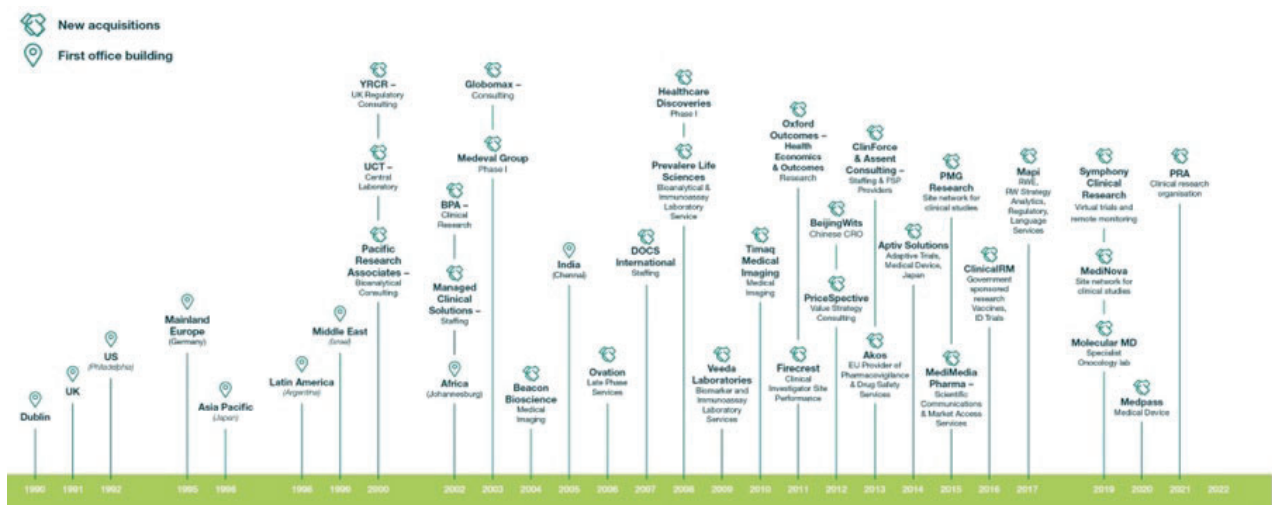 New acquisitions
First office building
Dublin
UK
US
(Philadelphia)
Mainland
Europe
(Germany)
Asia Pacific
(Japan)
Latin America
(Argentina)
Middle East
(Israel)
YRCR –
UK Regulatory
Consulting
UCT –
Central
Laboratory
Pacific
Research
Associates –
Bioanalytical
Consulting
BPA –
Clinical
Research
Managed
Clinical
Solutions –
Staffing
Africa
(Johannesburg)
Globomax –
Consulting
Medeval Group
Phase I
Beacon
Bioscience
Medical
Imaging
India
(Chennai)
Ovation
Late Phase
Services
DOCS
International
Staffing
Healthcare
Discoveries
Phase I
Prevalere Life
Sciences
Bioanalytical &
Immunoassay
Laboratory
Service
Veeda
Laboratories
Biomarker and
Immunoassay
Laboratory
Services
Timaq
Medical
Imaging
Medical
Imaging
Oxford
Outcomes –
Health
Economics
& Outcomes
Research
Firecrest
Clinical
Investigator Site
Performance
BeijingWits
Chinese CRO
PriceSpective
Value Strategy
Consulting
ClinForce
& Assent
Consulting –
Staffing & FSP
Providers
Akos
EU Provider of
Pharmacovigilance
& Drug Safety
Services
Aptiv Solutions
Adaptive Trials,
Medical Device,
Japan
PMG
Research
Site network for
clinical studies
MediMedia
Pharma –
Scientific
Communications
& Market Access
Services
ClinicalRM
Government
sponsored
research
Vaccines,
ID Trials
Mapi
RWE,
RW Strategy
Analytics,
Regulatory,
Language
Services
Symphony
Clinical
Research
Virtual trials and
remote monitoring
MediNova
Site network for
clinical studies
Molecular MD
Specialist
Onocology lab
Medpass
Medical Device
PRA
Clinical research
organisation
1990 1991 1992 1995 1996 1998 1999 2000 2002 2003 2004 2005 2006 2007 2008 2009 2010 2011 2012 2013 2014 2015 2016 2017 2019 2020 2021 2022